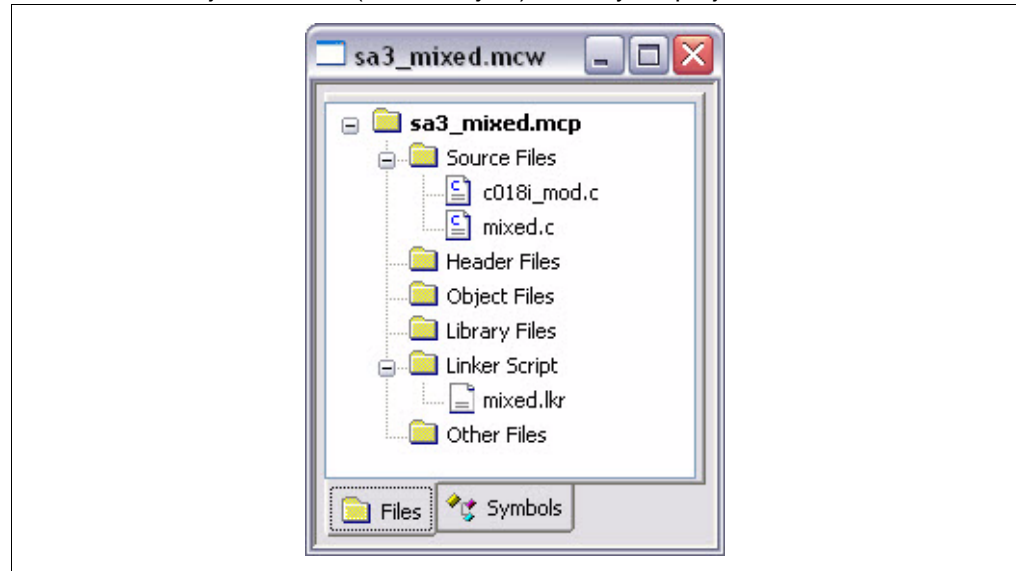 sa3_mixed.mcw
sa3_mixed.mcp
Source Files
c018i_mod.c
mixed.c
Header Files
Object Files
Library Files
Linker Script
mixed.lkr
Other Files
Files
Symbols